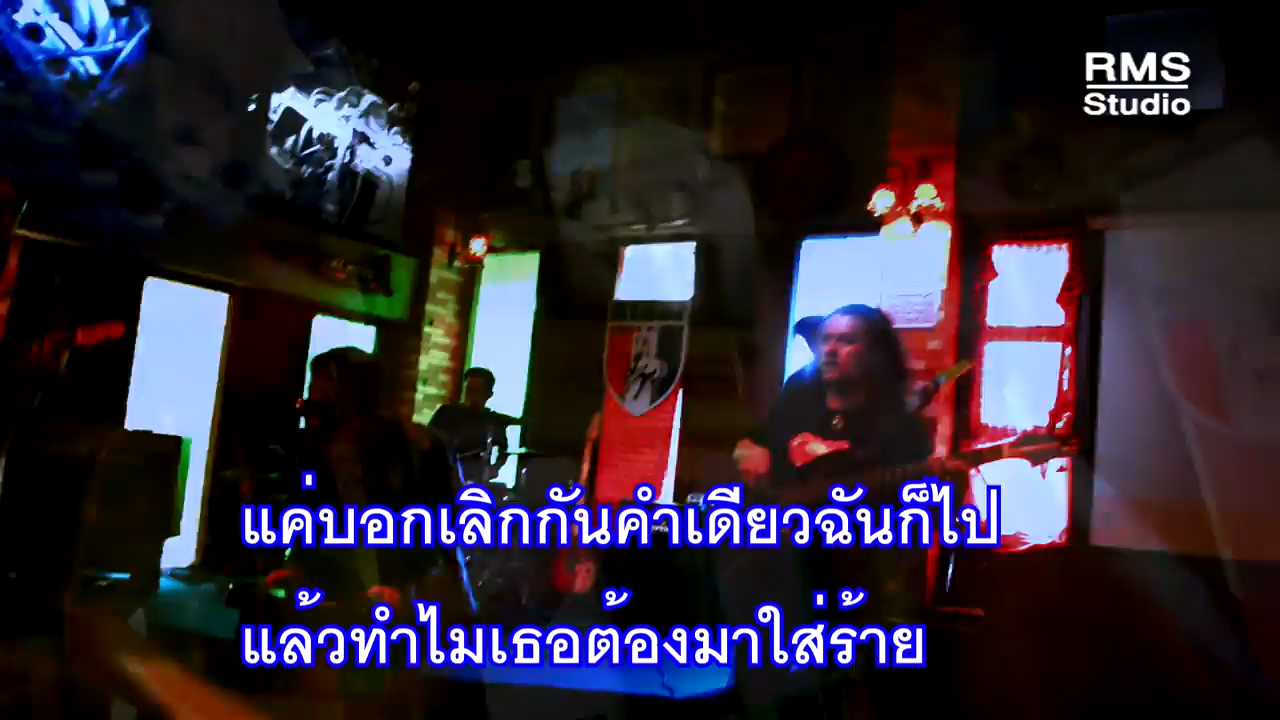 RMS
Studio
แค่บอกเลิกกันคำเดียวฉันก็ไป
แล้วทำไมเธอต้องมาใส่ร้าย